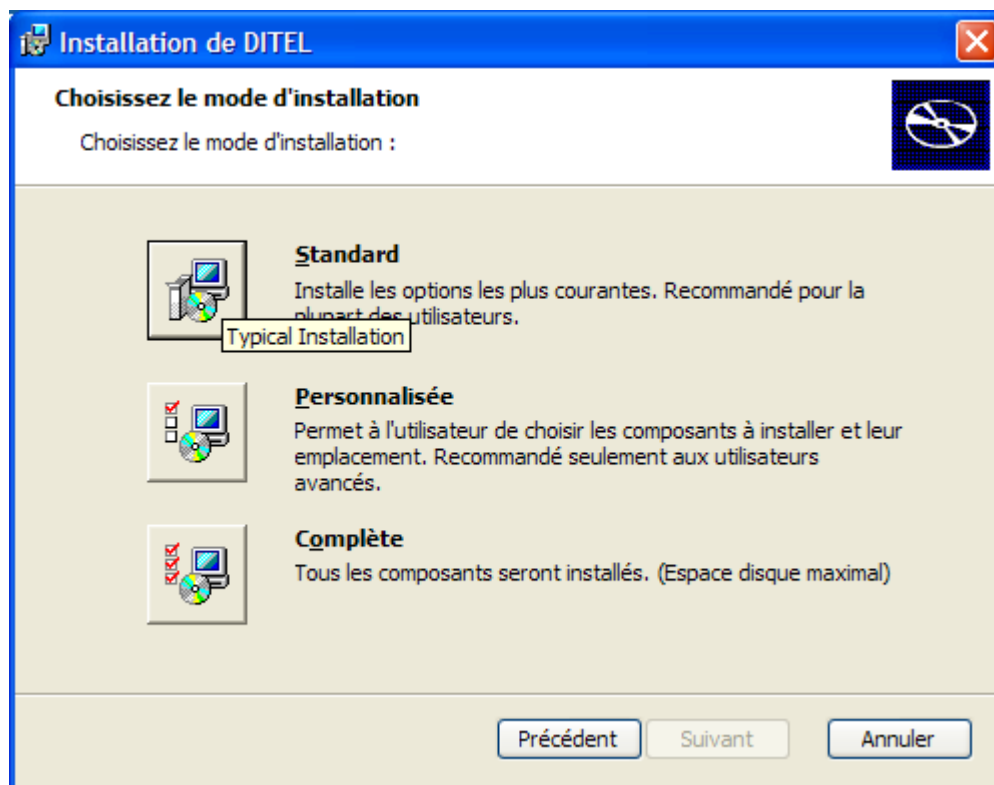 Installation de DITEL
Choisissez le mode d'installation
Choisissez le mode d'installation :
Standard
Installe les options les plus courantes. Recommandé pour la
plupart des utilisateurs.
Typical Installation
Personnalisée
Permet à l'utilisateur de choisir les composants à installer et leur
emplacement. Recommandé seulement aux utilisateurs
avancés.
Complète
Tous les composants seront installés. (Espace disque maximal)
Précédent
Suivant
Annuler